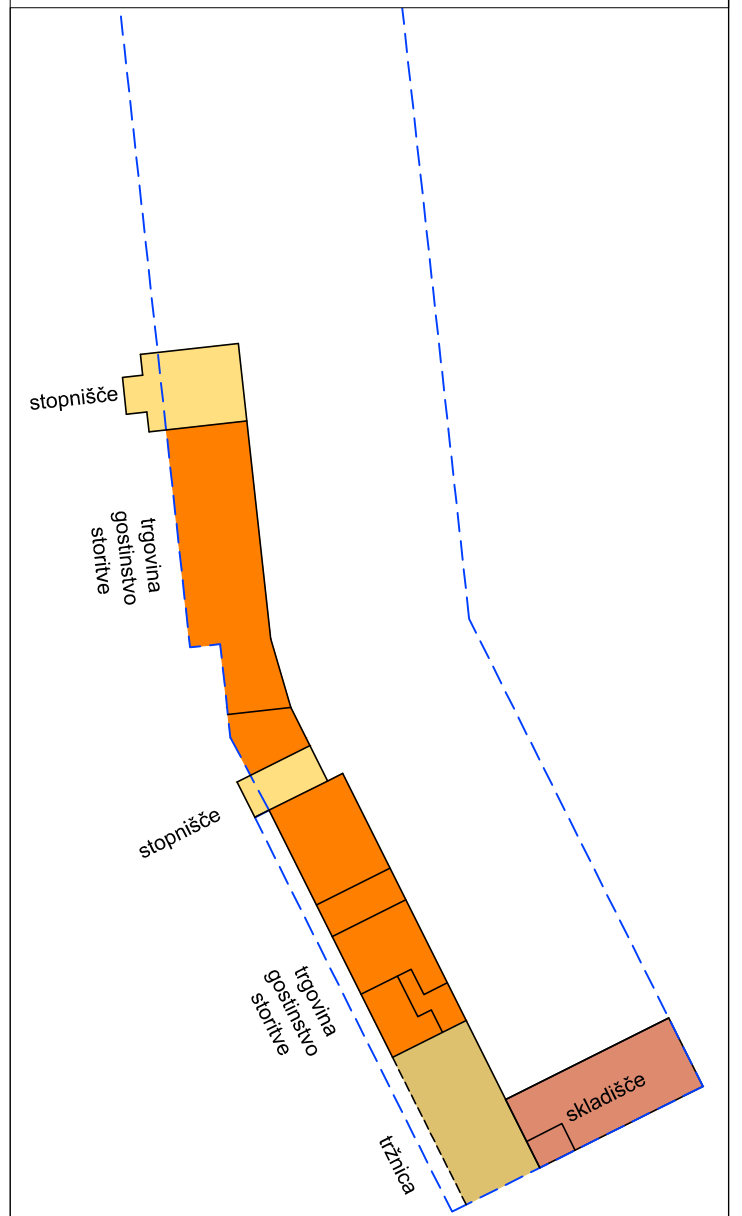 stopnišče
trgovina
gostinstvo
storitve
stopnišče
trgovina
gostinstvo
storitve
skladišče
tržnica